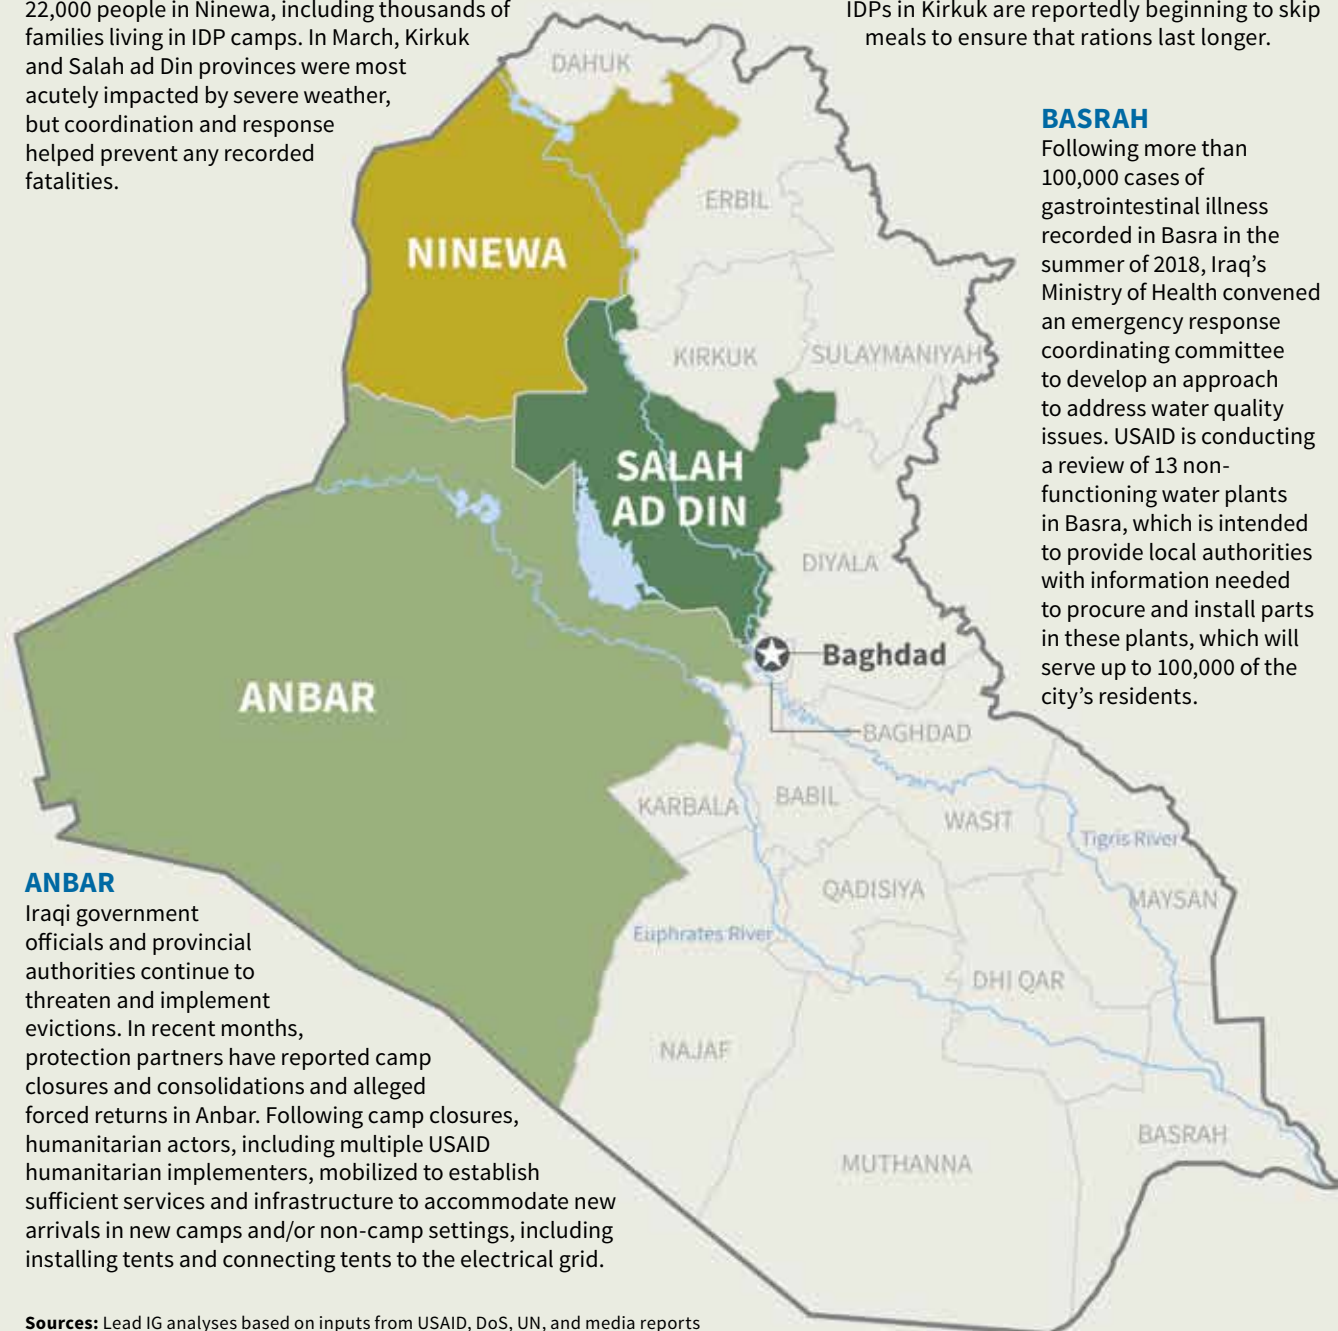 22,000 people in Ninewa, including thousands of
families living in IDP camps. In March, Kirkuk
and Salah ad Din provinces were most
acutely impacted by severe weather,
but coordination and response
helped prevent any recorded
fatalities.
IDPs in Kirkuk are reportedly beginning to skip
meals to ensure that rations last longer.
BASRAH
Following more than
100,000 cases of
gastrointestinal illness
recorded in Basra in the
summer of 2018, Iraq’s
Ministry of Health convened
an emergency response
coordinating committee
to develop an approach
to address water quality
issues. USAID is conducting
a review of 13 non-
functioning water plants
in Basra, which is intended
to provide local authorities
with information needed
to procure and install parts
in these plants, which will
serve up to 100,000 of the
city’s residents.
DAHUK
ERBIL
NINEWA
KIRKUK
SULAYMANIYAH
SALAH
AD DIN
DIYALA
Baghdad
ANBAR
BAGHDAD
KARBALA
BABIL
WASIT
Tigris River
QADISIYA
MAYSAN
Euphrates River
DHI QAR
NAJAF
BASRAH
MUTHANNA
ANBAR
Iraqi government
officials and provincial
authorities continue to
threaten and implement
evictions. In recent months,
protection partners have reported camp
closures and consolidations and alleged
forced returns in Anbar. Following camp closures,
humanitarian actors, including multiple USAID
humanitarian implementers, mobilized to establish
sufficient services and infrastructure to accommodate new
arrivals in new camps and/or non-camp settings, including
installing tents and connecting tents to the electrical grid.
Sources: Lead IG analyses based on inputs from USAID, DoS, UN, and media reports